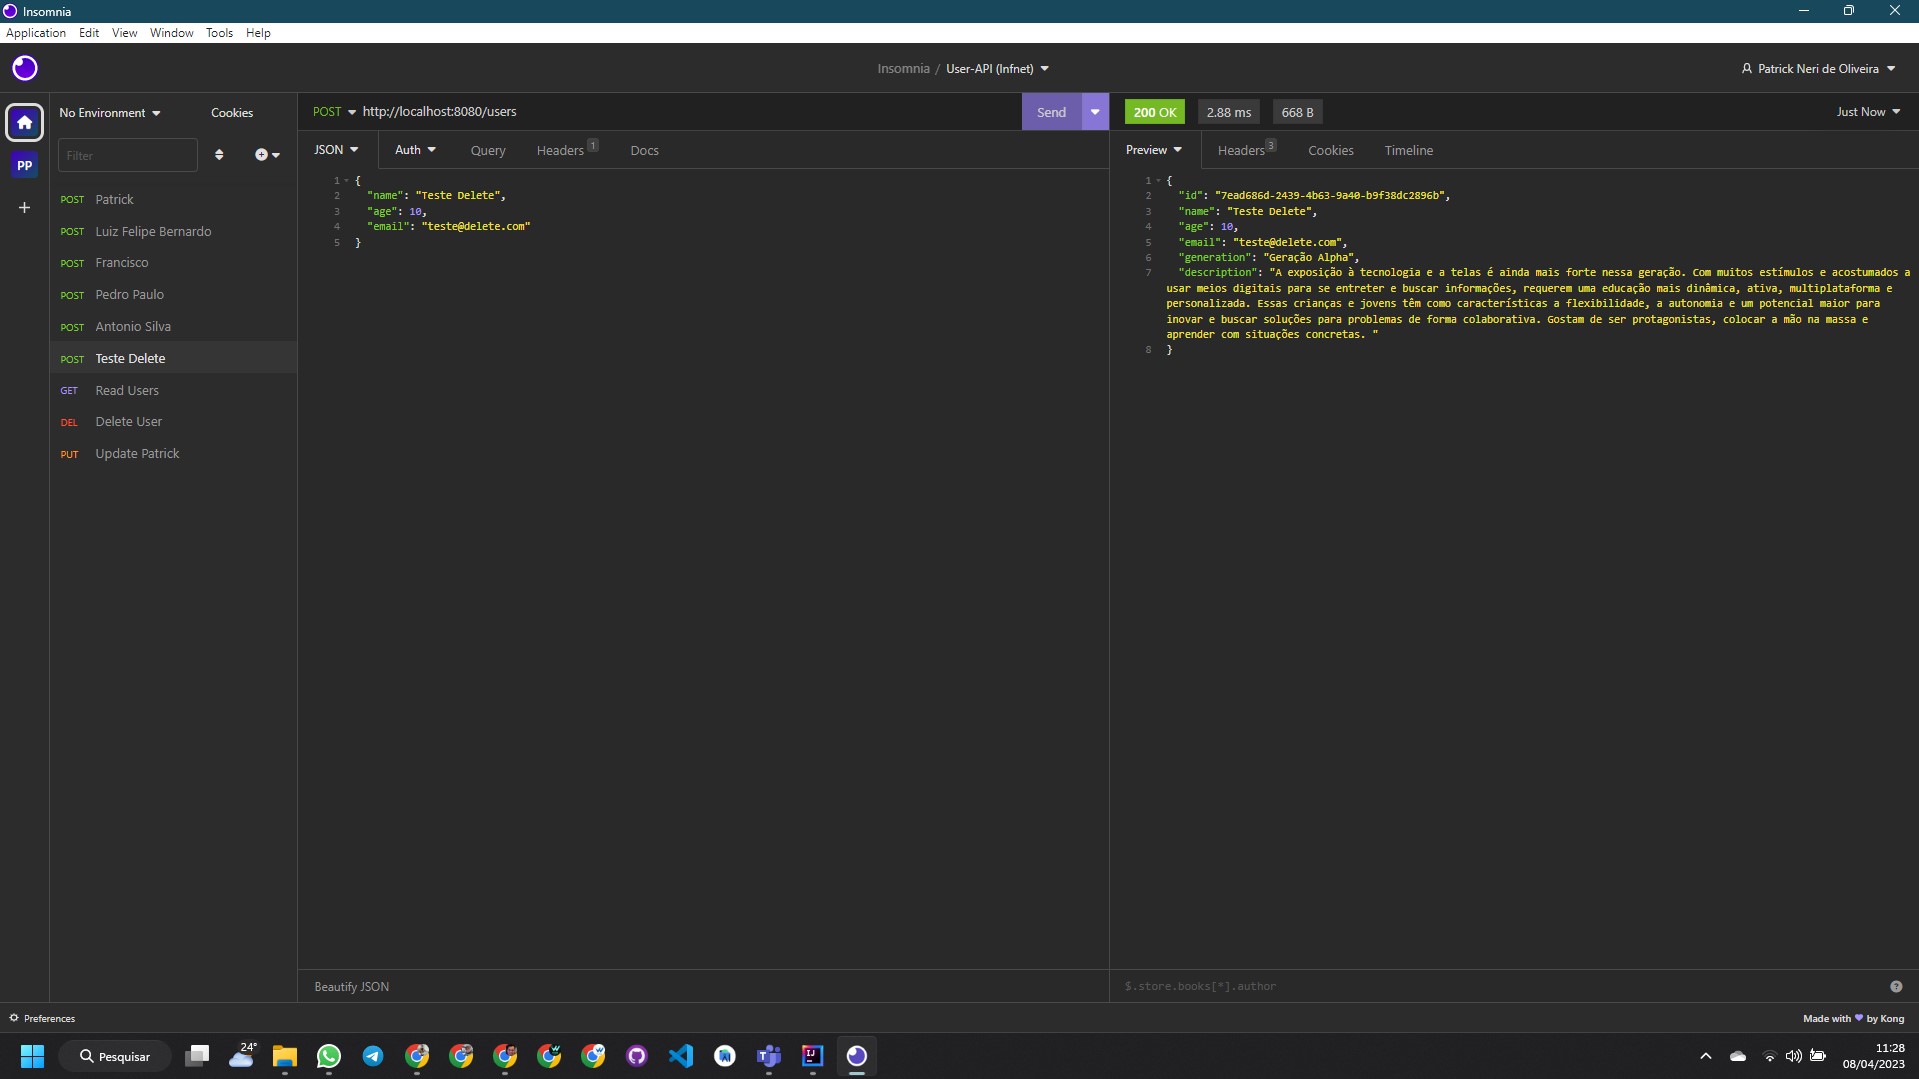 Insomnia
Application Edit View Window Tools Help
Insomnia / User-API (Infnet)
Patrick Neri de Oliveira
PP
No Environment
Cookies
Filter
POST Patrick
POST Luiz Felipe Bernardo
POST Francisco
POST Pedro Paulo
POST Antonio Silva
POST Teste Delete
GET Read Users
DEL Delete User
PUT Update Patrick
POST http://localhost:8080/users
Send
JSON Auth Query Headers 1 Docs
1 {
2 "name": "Teste Delete",
3 "age": 10,
4 "email": "teste@delete.com"
5 }
Beautify JSON
200 OK 2.88 ms 668 B
Just Now
Preview Headers 3 Cookies Timeline
1 {
2 "id": "7ead686d-2439-4b63-9a40-b9f38dc2896b",
3 "name": "Teste Delete",
4 "age": 10,
5 "email": "teste@delete.com",
6 "generation": "Geração Alpha",
7 "description": "A exposição à tecnologia e a telas é ainda mais forte nessa geração. Com muitos estímulos e acostumados a
usar meios digitais para se entreter e buscar informações, requerem uma educação mais dinâmica, ativa, multiplataforma e
personalizada. Essas crianças e jovens têm como características a flexibilidade, a autonomia e um potencial maior para
inovar e buscar soluções para problemas de forma colaborativa. Gostam de ser protagonistas, colocar a mão na massa e
aprender com situações concretas. "
8 }
$.store.books[*].author
Preferences
Made with by Kong
Pesquisar
24°
11:28
08/04/2023